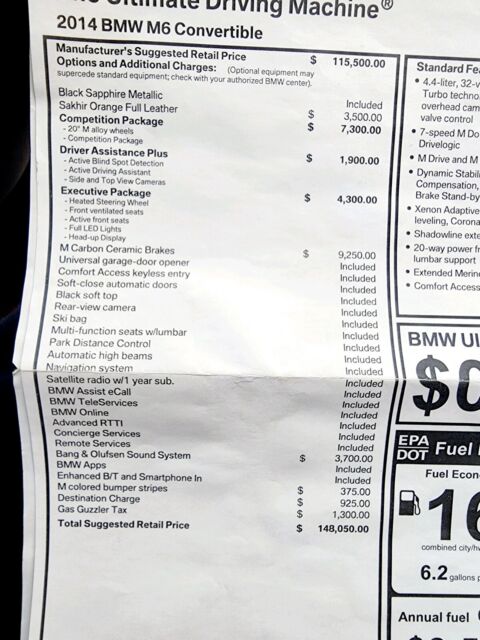 Ultimate Driving Machine®
2014 BMW M6 Convertible
Manufacturer's Suggested Retail Price $ 115,500.00
Options and Additional Charges: (Optional equipment may
supercede standard equipment; check with your authorized BMW center).
Black Sapphire Metallic Included
Sakhir Orange Full Leather $ 3,500.00
Competition Package $ 7,300.00
- 20" M alloy wheels
- Competition Package
Driver Assistance Plus $ 1,900.00
- Active Blind Spot Detection
- Active Driving Assistant
- Side and Top View Cameras
Executive Package $ 4,300.00
- Heated Steering Wheel
- Front ventilated seats
- Active front seats
- Full LED Lights
- Head-up Display
M Carbon Ceramic Brakes $ 9,250.00
Universal garage-door opener Included
Comfort Access keyless entry Included
Soft-close automatic doors Included
Black soft top Included
Rear-view camera Included
Ski bag Included
Multi-function seats w/lumbar Included
Park Distance Control Included
Automatic high beams Included
Navigation system Included
Satellite radio w/1 year sub. Included
BMW Assist eCall Included
BMW TeleServices Included
BMW Online Included
Advanced RTTI Included
Concierge Services Included
Remote Services Included
Bang & Olufsen Sound System $ 3,700.00
BMW Apps Included
Enhanced B/T and Smartphone In Included
M colored bumper stripes $ 375.00
Destination Charge $ 925.00
Gas Guzzler Tax $ 1,300.00
Total Suggested Retail Price $ 148,050.00
Standard Fea
• 4.4-liter, 32-v
Turbo techno
overhead cam
valve control
• 7-speed M Do
Drivelogic
• M Drive and M
• Dynamic Stabil
Compensation,
Brake Stand-by
• Xenon Adaptive
leveling, Corona
• Shadowline exte
• 20-way power fr
lumbar support
• Extended Merin
• Comfort Access
BMW Ul
$0
EPA
DOT Fuel
Fuel Econ
16
combined city/hw
6.2 gallons p
Annual fuel